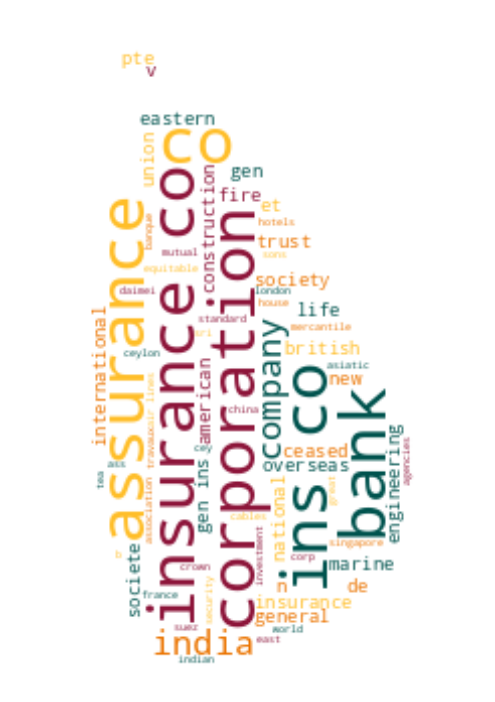 pte
v
eastern
co
union
gen
insurance co
construction
fire
assurance
et
banque
hotels
corporation
trust
mutual
sons
equitable
society
daimei
london
house
life
international
standard
mercantile
company
british
ceylon
american
asiatic
ins co
new
air lines
bank
china
travaux
cey
ceased
engineering
agencies
ass
gen ins
overseas
tea
association
national
great
cables
investment
singapore
societe
b
corp
marine
crown
security
n
de
france
insurance
general
suez
world
india
east
indian